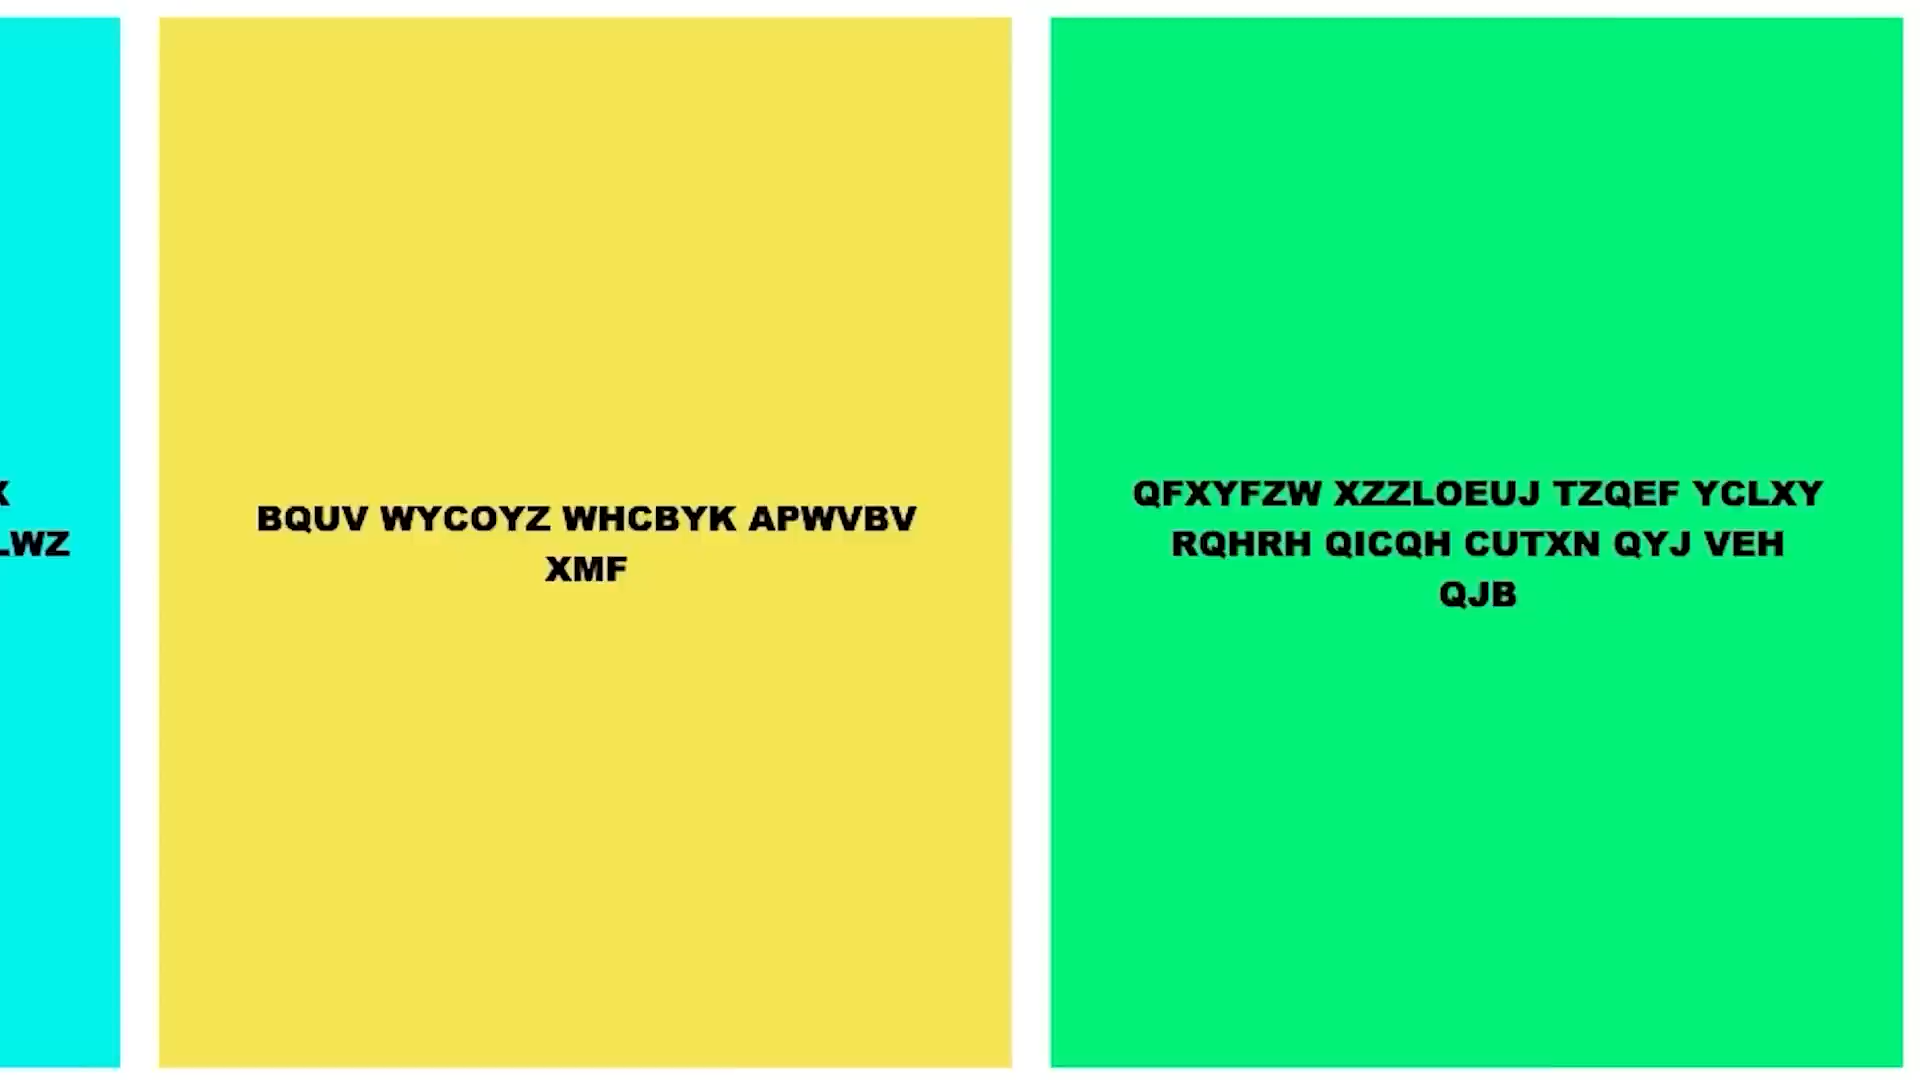 BQUV WYCOYZ WHCBYK APWVBV
XMF
QFXYFZW XZZLOEUJ TZQEF YCLXY
RQHRH QICQH CUTXN QYJ VEH
QJB